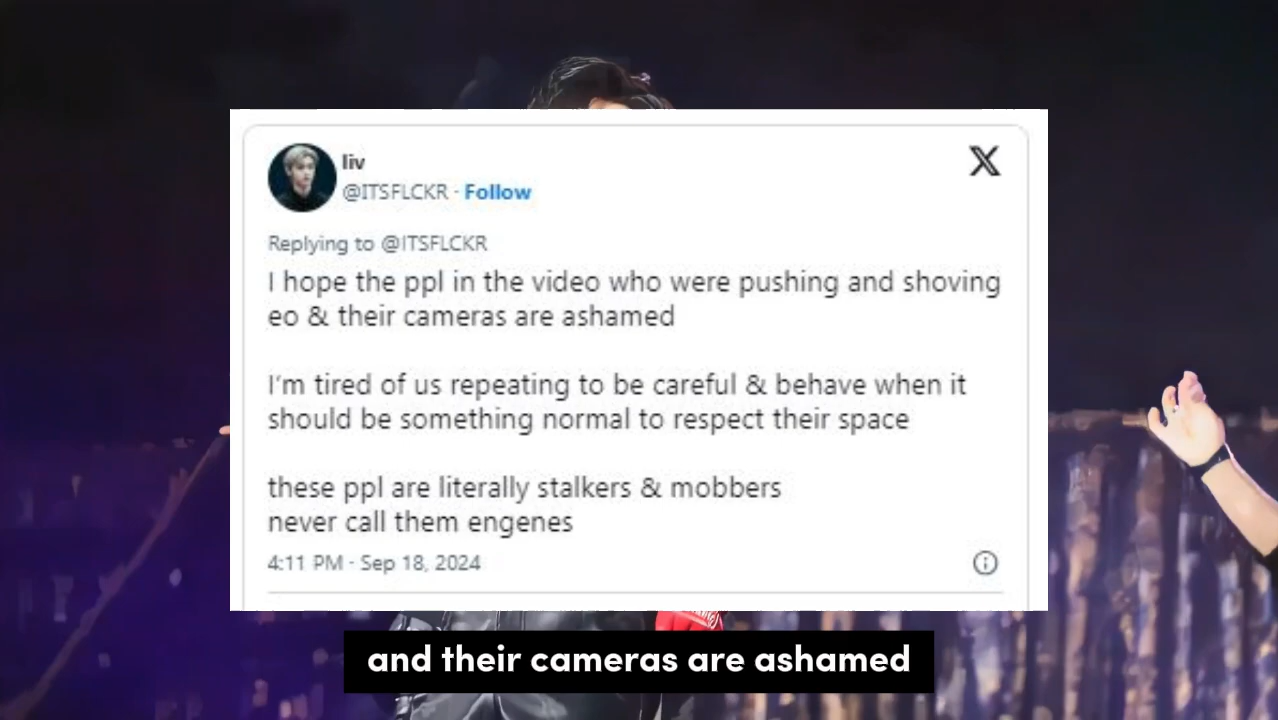 liv
@ITSFLCKR · Follow
Replying to @ITSFLCKR
I hope the ppl in the video who were pushing and shoving
eo & their cameras are ashamed
I'm tired of us repeating to be careful & behave when it
should be something normal to respect their space
these ppl are literally stalkers & mobbers
never call them engenes
4:11 PM · Sep 18, 2024
and their cameras are ashamed